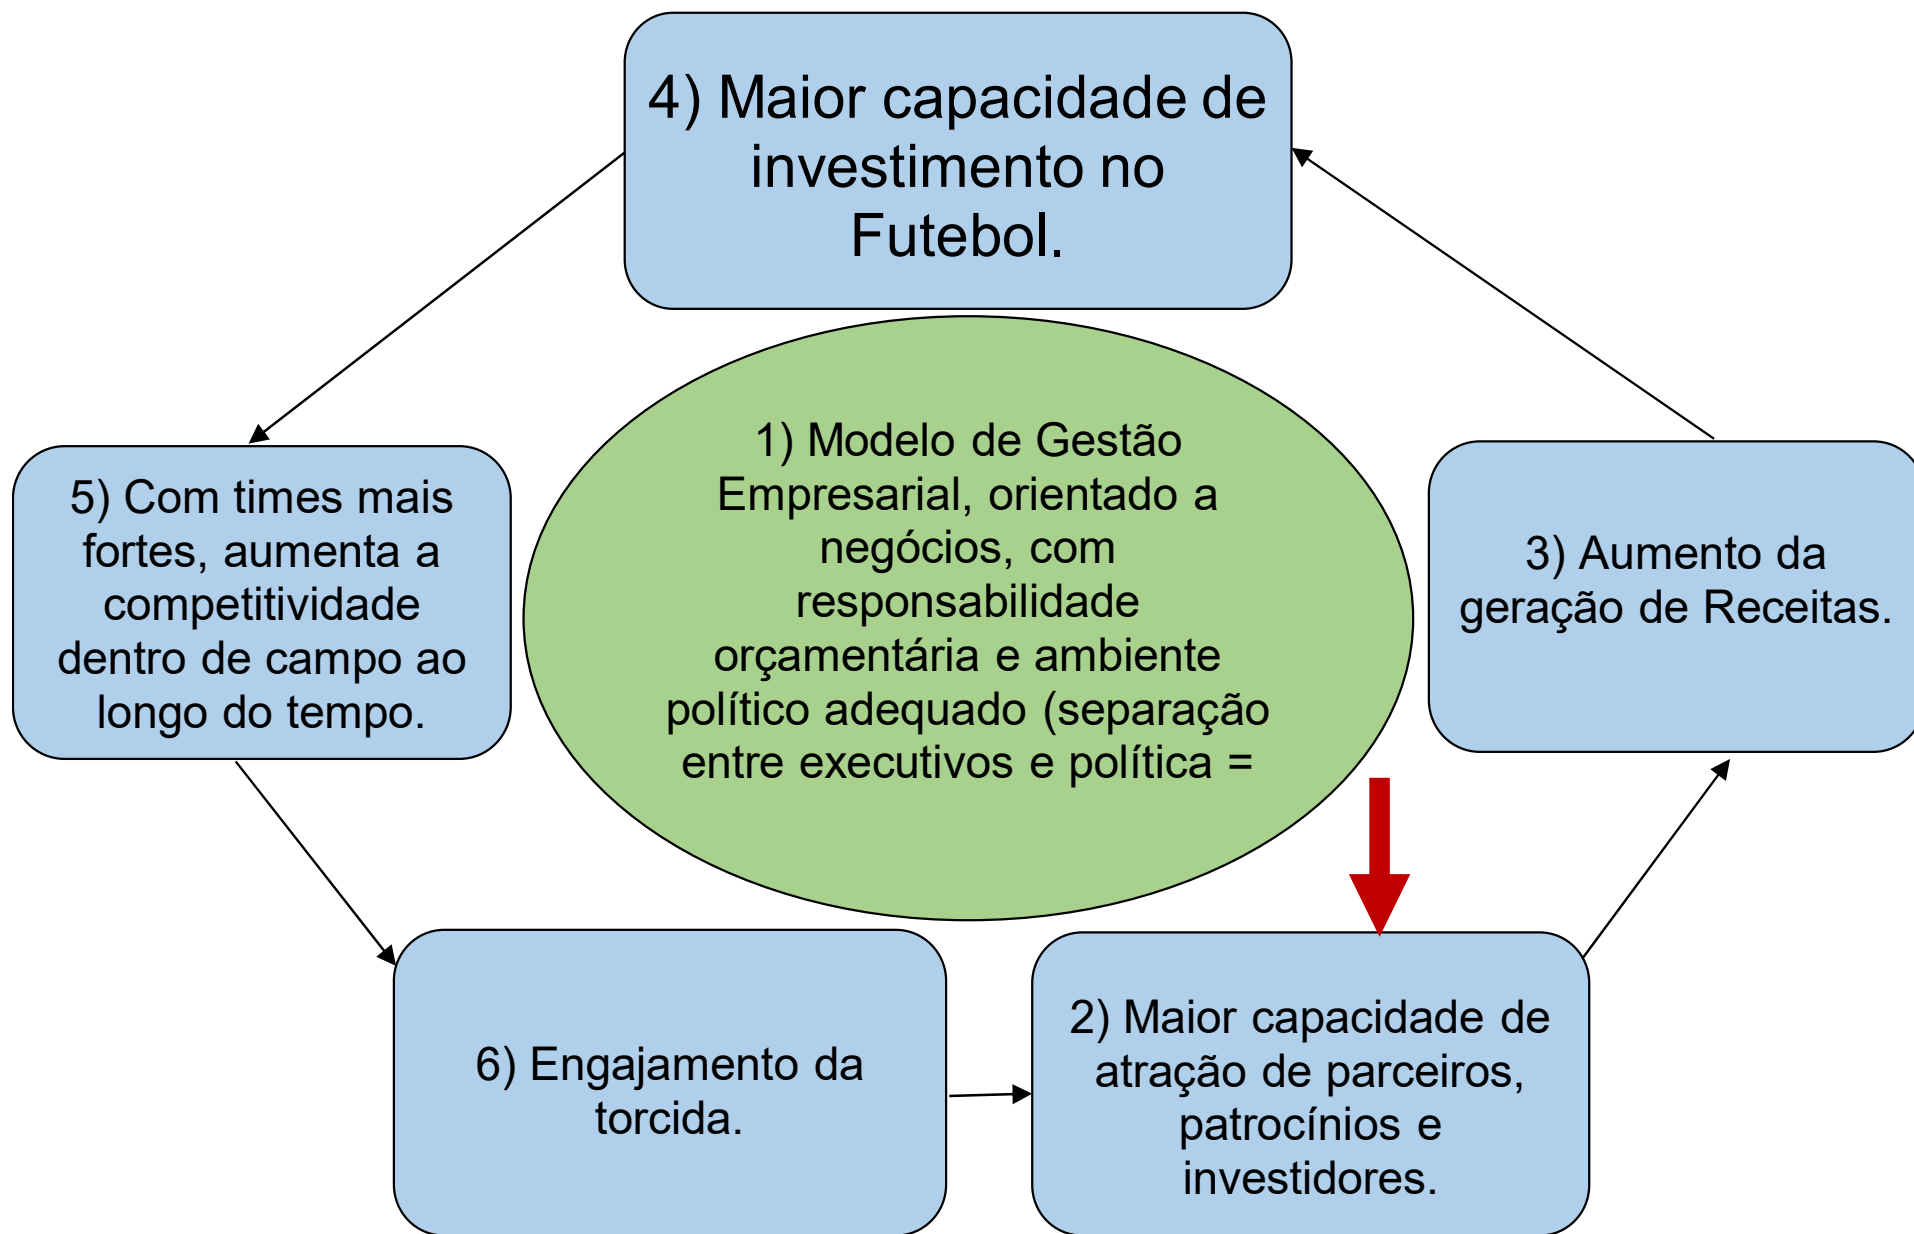 4) Maior capacidade de
investimento no
Futebol.
1) Modelo de Gestão
Empresarial, orientado a
negócios, com
responsabilidade
orçamentária e ambiente
político adequado (separação
entre executivos e política =
5) Com times mais
fortes, aumenta a
competitividade
dentro de campo ao
longo do tempo.
3) Aumento da
geração de Receitas.
6) Engajamento da
torcida.
2) Maior capacidade de
atração de parceiros,
patrocínios e
investidores.